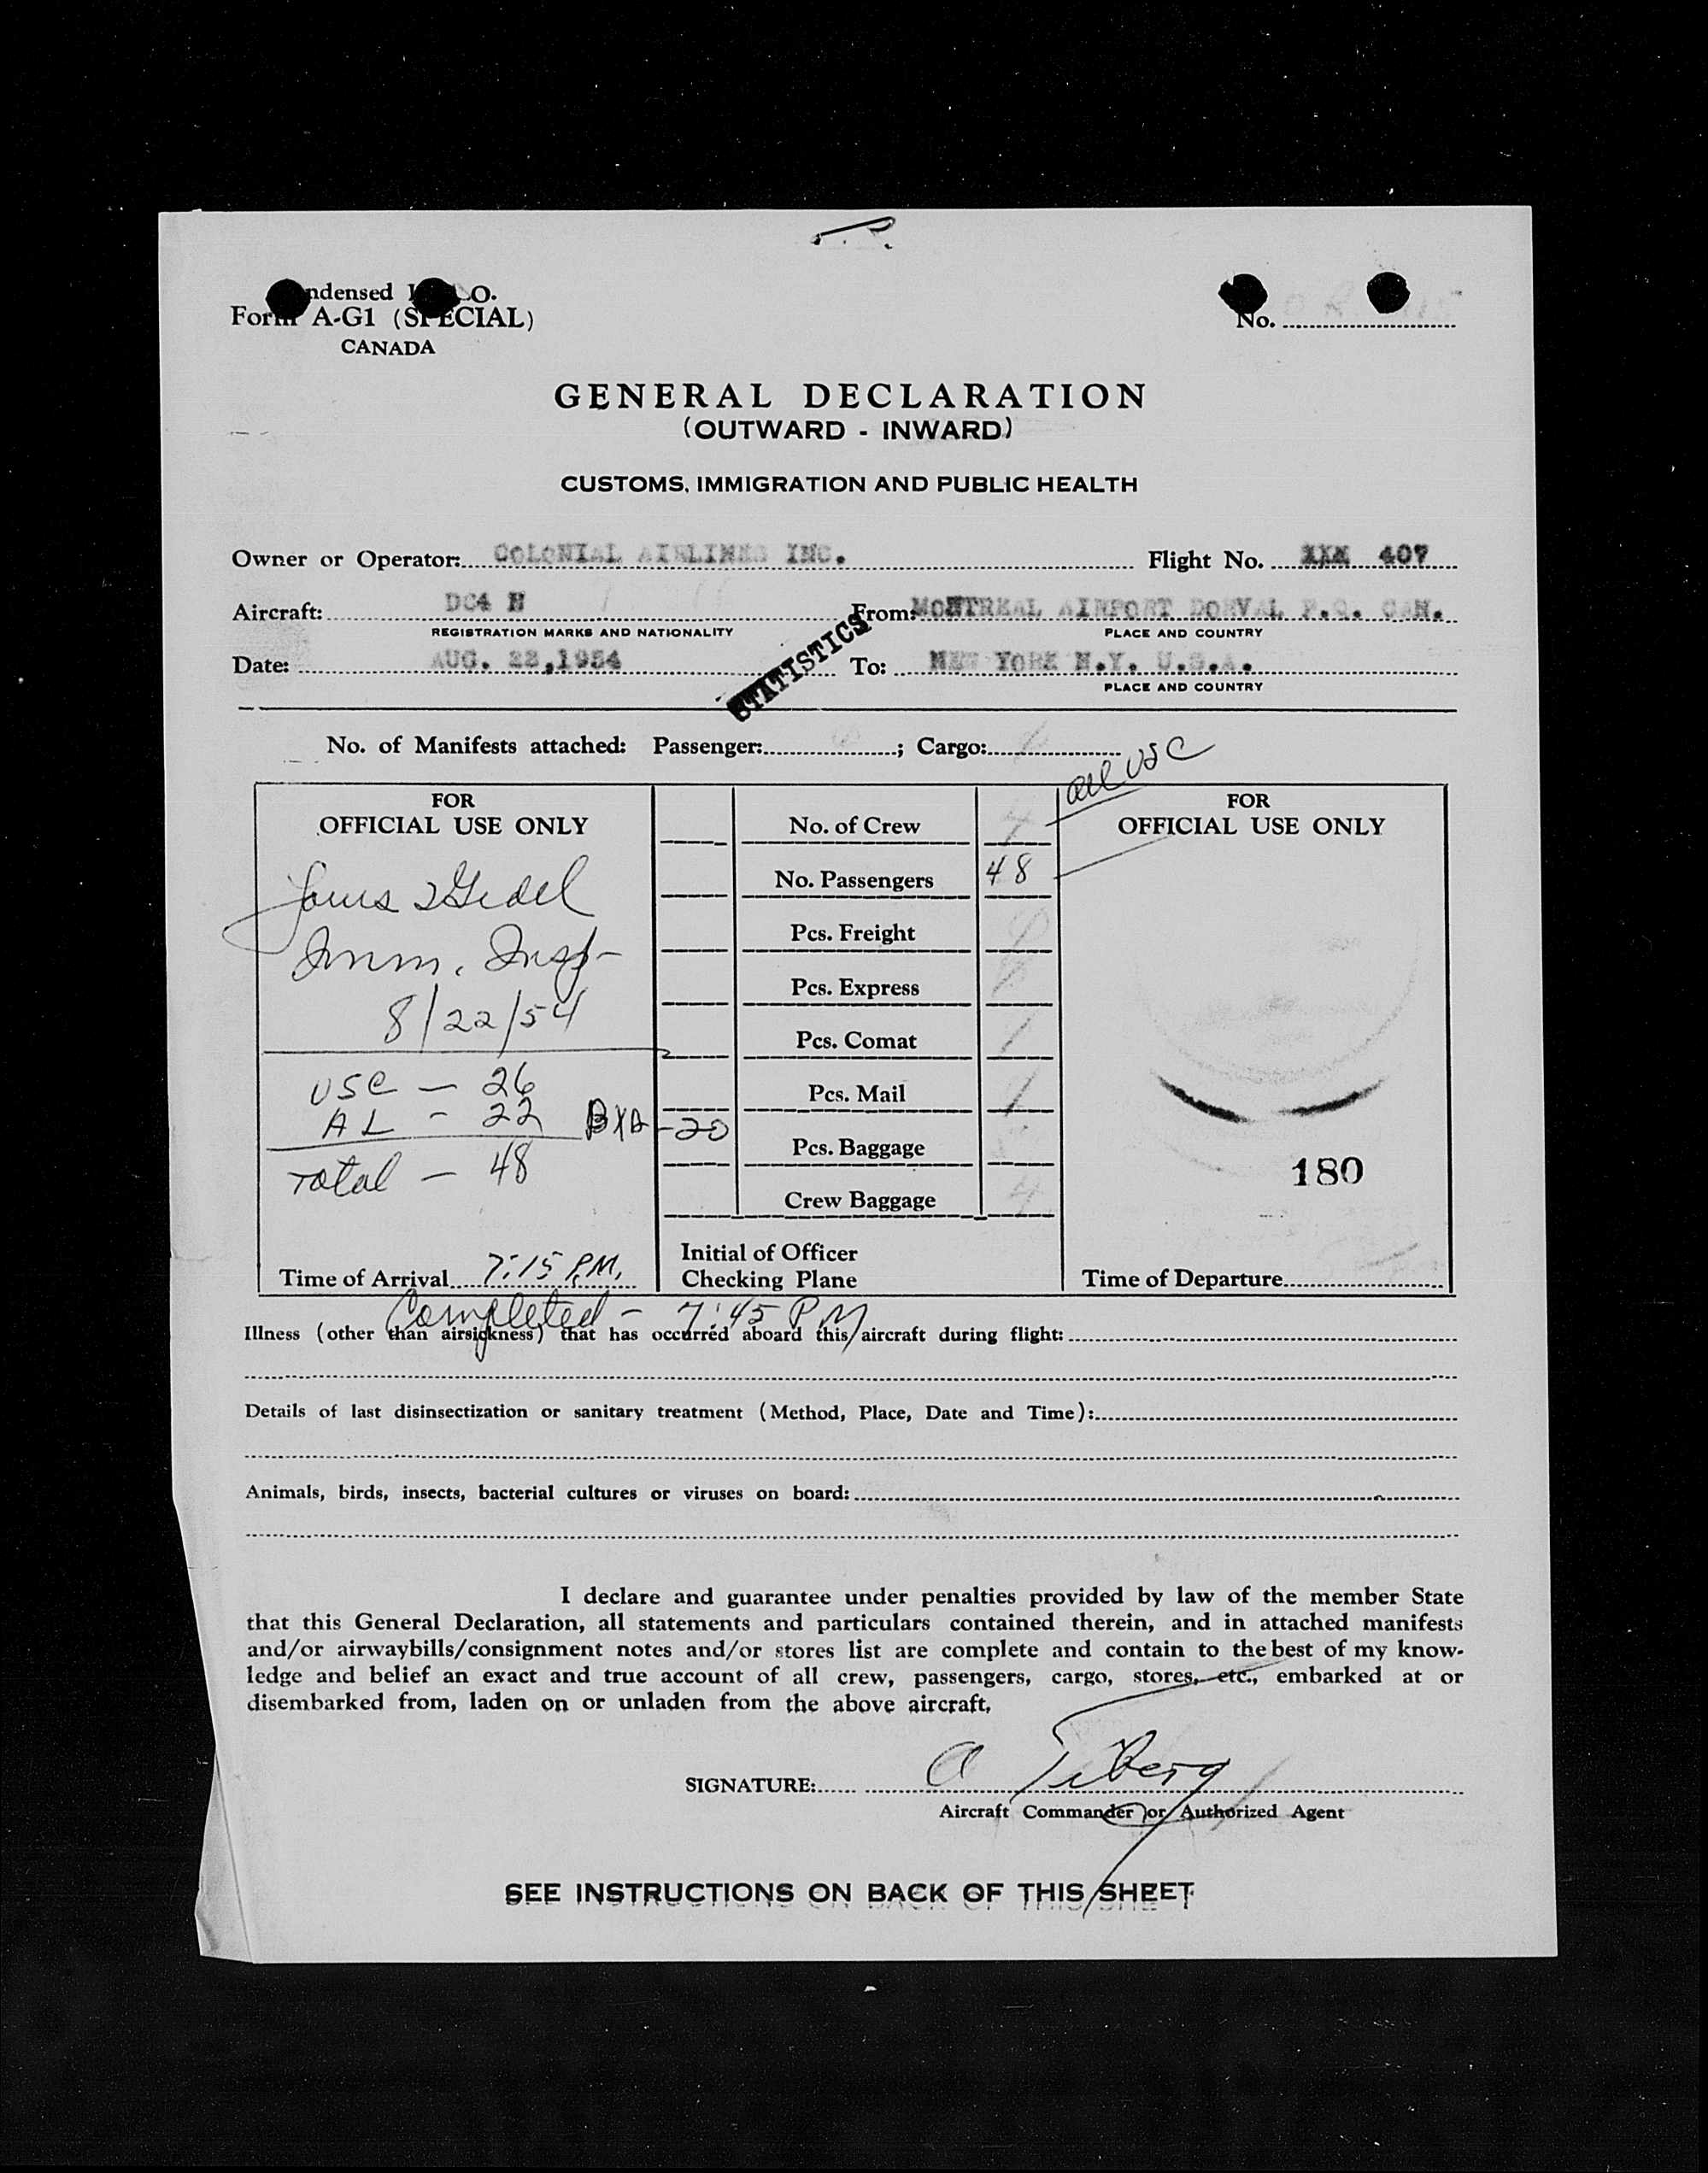 ndensed I O.
Form A-G1 (SPECIAL)
CANADA
No.
GENERAL DECLARATION
(OUTWARD - INWARD)
CUSTOMS, IMMIGRATION AND PUBLIC HEALTH
Owner or Operator: COLONIAL AIRLINES INC. Flight No. 407
Aircraft: DC4 N From: MONTREAL AIRPORT DORVAL P.Q. CAN.
REGISTRATION MARKS AND NATIONALITY PLACE AND COUNTRY
STATISTICS
Date: AUG. 22,1954 To: NEW YORK N.Y. U.S.A.
PLACE AND COUNTRY
No. of Manifests attached: Passenger: ; Cargo:
all USC
FOR
OFFICIAL USE ONLY
Imm. Insp-
8/22/54
USC - 26
AL - 22 -20
Total - 48
Time of Arrival 7:15 P.M.
Completed - 7:45 PM
No. of Crew 4
No. Passengers 48
Pcs. Freight
Pcs. Express
Pcs. Comat
Pcs. Mail
Pcs. Baggage
Crew Baggage 4
Initial of Officer
Checking Plane
FOR
OFFICIAL USE ONLY
180
Time of Departure
Illness (other than airsickness) that has occurred aboard this aircraft during flight:
Details of last disinsectization or sanitary treatment (Method, Place, Date and Time):
Animals, birds, insects, bacterial cultures or viruses on board:
I declare and guarantee under penalties provided by law of the member State
that this General Declaration, all statements and particulars contained therein, and in attached manifests
and/or airwaybills/consignment notes and/or stores list are complete and contain to the best of my know-
ledge and belief an exact and true account of all crew, passengers, cargo, stores, etc., embarked at or
disembarked from, laden on or unladen from the above aircraft.
SIGNATURE: A
Aircraft Commander or Authorized Agent
SEE INSTRUCTIONS ON BACK OF THIS SHEET